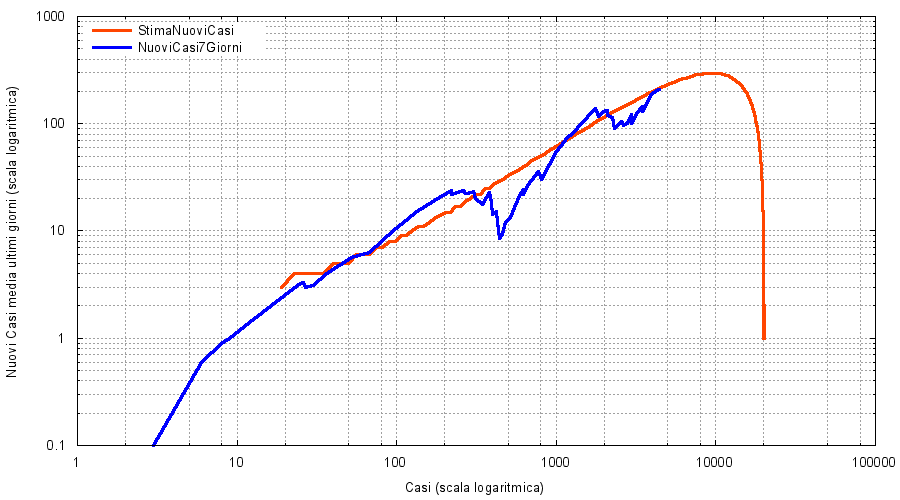 1000
100
10
1
0.1
StimaNuoviCasi
NuoviCasi7Giorni
Nuovi Casi media ultimi giorni (scala logaritmica)
1 10 100 1000 10000 100000
Casi (scala logaritmica)